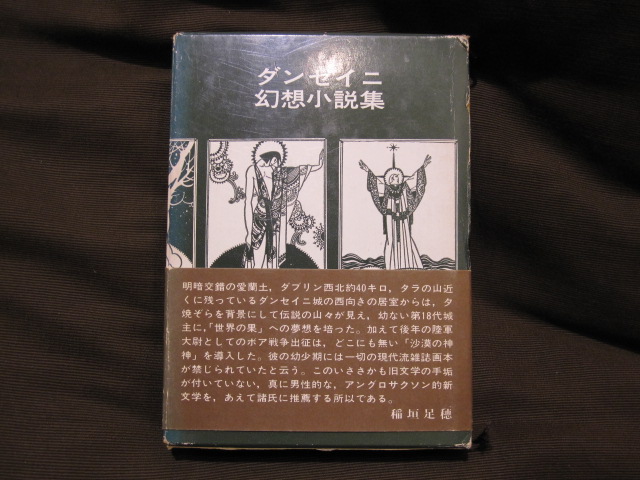 ダンセイニ
幻想小説集
明暗交錯の愛蘭土，ダブリン西北約40キロ，タラの山近
くに残っているダンセイニ城の西向きの居室からは，夕
焼ぞらを背景にして伝説の山々が見え，幼ない第18代城
主に，「世界の果」への夢想を培った。加えて後年の陸軍
大尉としてのボア戦争出征は，どこにも無い「沙漠の神
神」を導入した。彼の幼少期には一切の現代流雑誌画本
が禁じられていたと云う。このいささかも旧文学の手垢
が付いていない，真に男性的な，アングロサクソン的新
文学を，あえて諸氏に推薦する所以である。
稲垣足穂